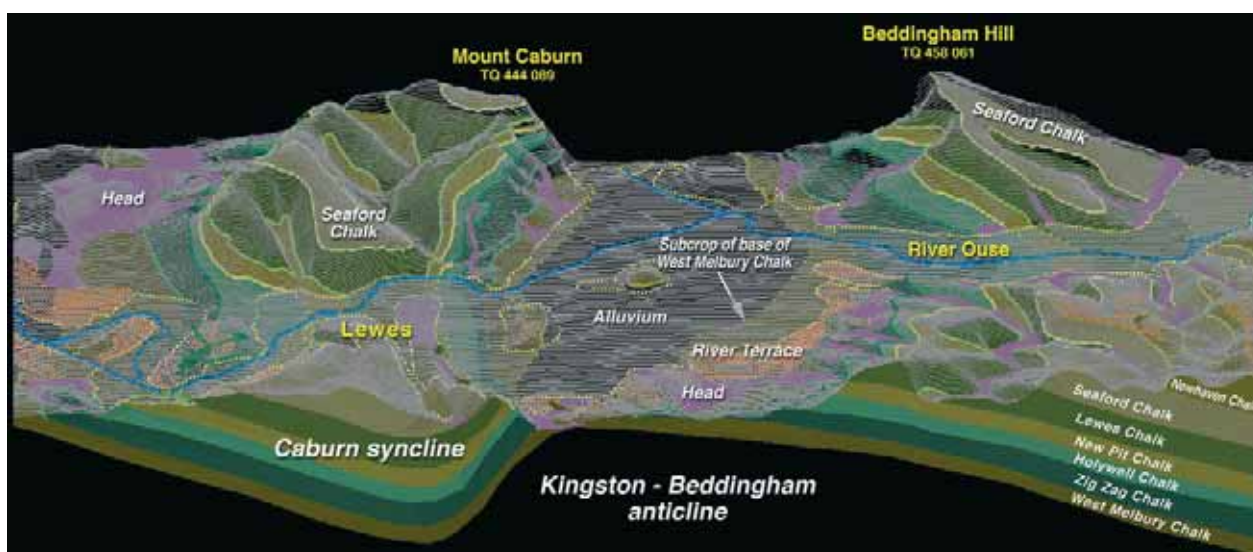 Beddingham Hill
TQ 458 061
Mount Caburn
TQ 444 089
Seaford Chalk
Head
Seaford
Chalk
River Ouse
Subcrop of base of
West Melbury Chalk
Alluvium
Lewes
River Terrace
Head
Newhaven Cha
Seaford Chalk
Lewes Chalk
New Pit Chalk
Holywell Chalk
Zig Zag Chalk
West Melbury Chalk
Caburn syncline
Kingston - Beddingham
anticline